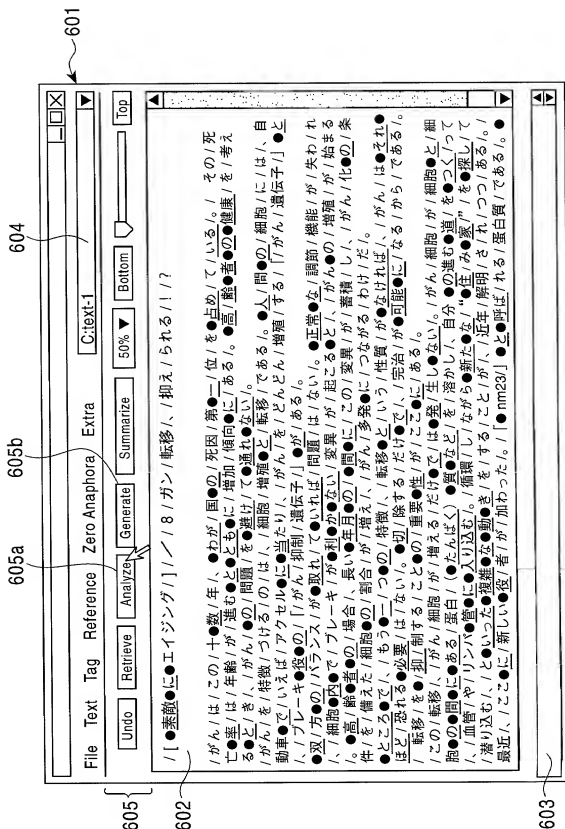 601
604
605b
605a
605
602
603
C:text-1
File Text Tag Reference Zero Anaphora Extra
Undo Retrieve Analyze Generate Summarize 50% ▼ Bottom Top
/[●素敵●に●エイジング/]/／/8/ガン/転移/、/抑え/られる/!/?
/がん/は/この/、/十●数/年/、●わが/国●の/死因/第●一/位/を●占め/て/いる/。/その/死
亡●率/は/年齢/が/進む●と●とも●に/増加/傾向●に/ある/。●高/齢●者●の●健康/を/考え
る●とき/、/がん/●の/問題/を●避け/て●通れ●ない/。
がん/を/特徴/づける/の/は/、/細胞/増殖●と/転移/である/。●人/間●の/細胞/に/は/、/自
動車●で/いえば/アクセル●に●当たり/、/がん/を/どんどん/増殖/する/「/がん/遺伝子/」●と
/、/ブレーキ●役●の/「/がん/抑制/遺伝子/」●が/ある/。
●双/方●の/バランス/が●取れ/て●いれば/問題/は/ない/。●正常●な/調節/機能/が/失わ/れ
/、/細胞●内●で/ブレーキ/が●利●か●ない/変異/が/起こる●と/、/がん●の/増殖/が/始まる
/。●高/齢●者●の/場合/、/長い●年月●の/●間●に/この/変異/が/蓄積/し/、/がん/化●の/条
件/を/備えた/細胞●の/割合/が/増え/、/がん/多発●に/つながる/わけ/だ/。
●ところ●で/、/もう●一/つ●の/特徴/、/転移●と/いう/性質/が●なければ/、/がん/は●それ●
ほど/恐れる●必要/は/ない/。●切/除する/だけ●で/、/完治/が●可能●に/なる/から/である/。
転移/を●抑/制する/ことの/重要●性/が/ここ●に/ある/。
/この/転移/、/がん/細胞/が/増える/だけ●で/は●発/生し/ない/。/がん/細胞/が/細胞●と/細
胞●の●間●に●ある/蛋白/(●たんぱく/)/質/など/を/溶かし/、/自分/●の●進む●道/を●つく/って
/、/血管/や/リンパ●管●に●入り込む/。/循環/し/ながら●新た/な/“●住/み●家/”/を●探し/て
/潜り込む/、/と●いった●複雑●な●動●き/を/する/こと/が/、/近年/解明/さ/れ/つつ/ある/。/
最近/、/ここ●に/新しい●役/者/が/加わった/。/「●nm23/」●と●呼ば/れる/蛋白質/である/。●